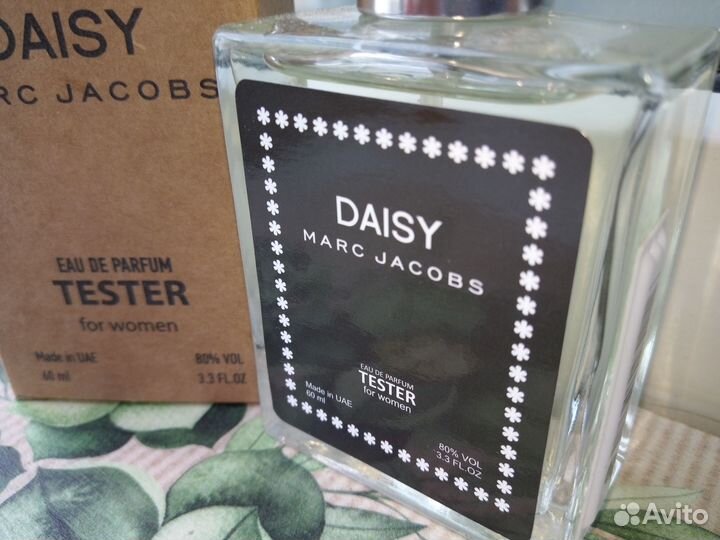 DAISY
RC JACOBS
EAU DE PARFUM
TESTER
for women
Made in UAE
80% VOL
60 ml
3.3 FL.OZ
DAISY
MARC JACOBS
EAU DE PARFUM
TESTER
for women
Made in UAE
60 ml
80% VOL
3.3 FL.OZ
Avito